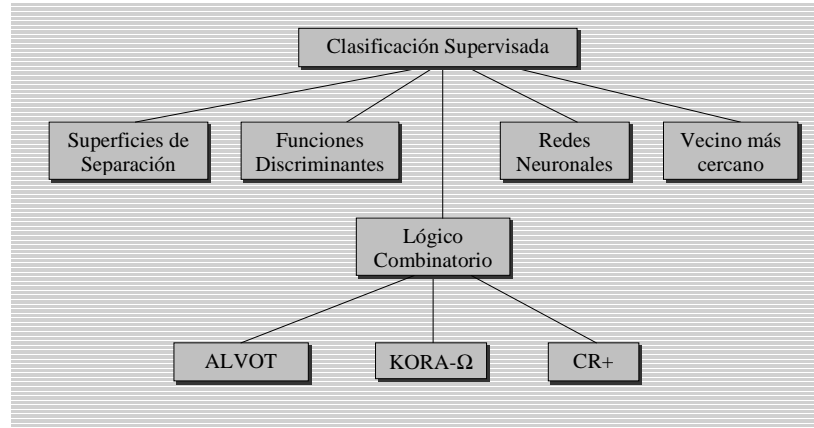 Clasificación Supervisada
Superficies de
Separación
Funciones
Discriminantes
Redes
Neuronales
Vecino más
cercano
Lógico
Combinatorio
ALVOT
KORA-Ω
CR+